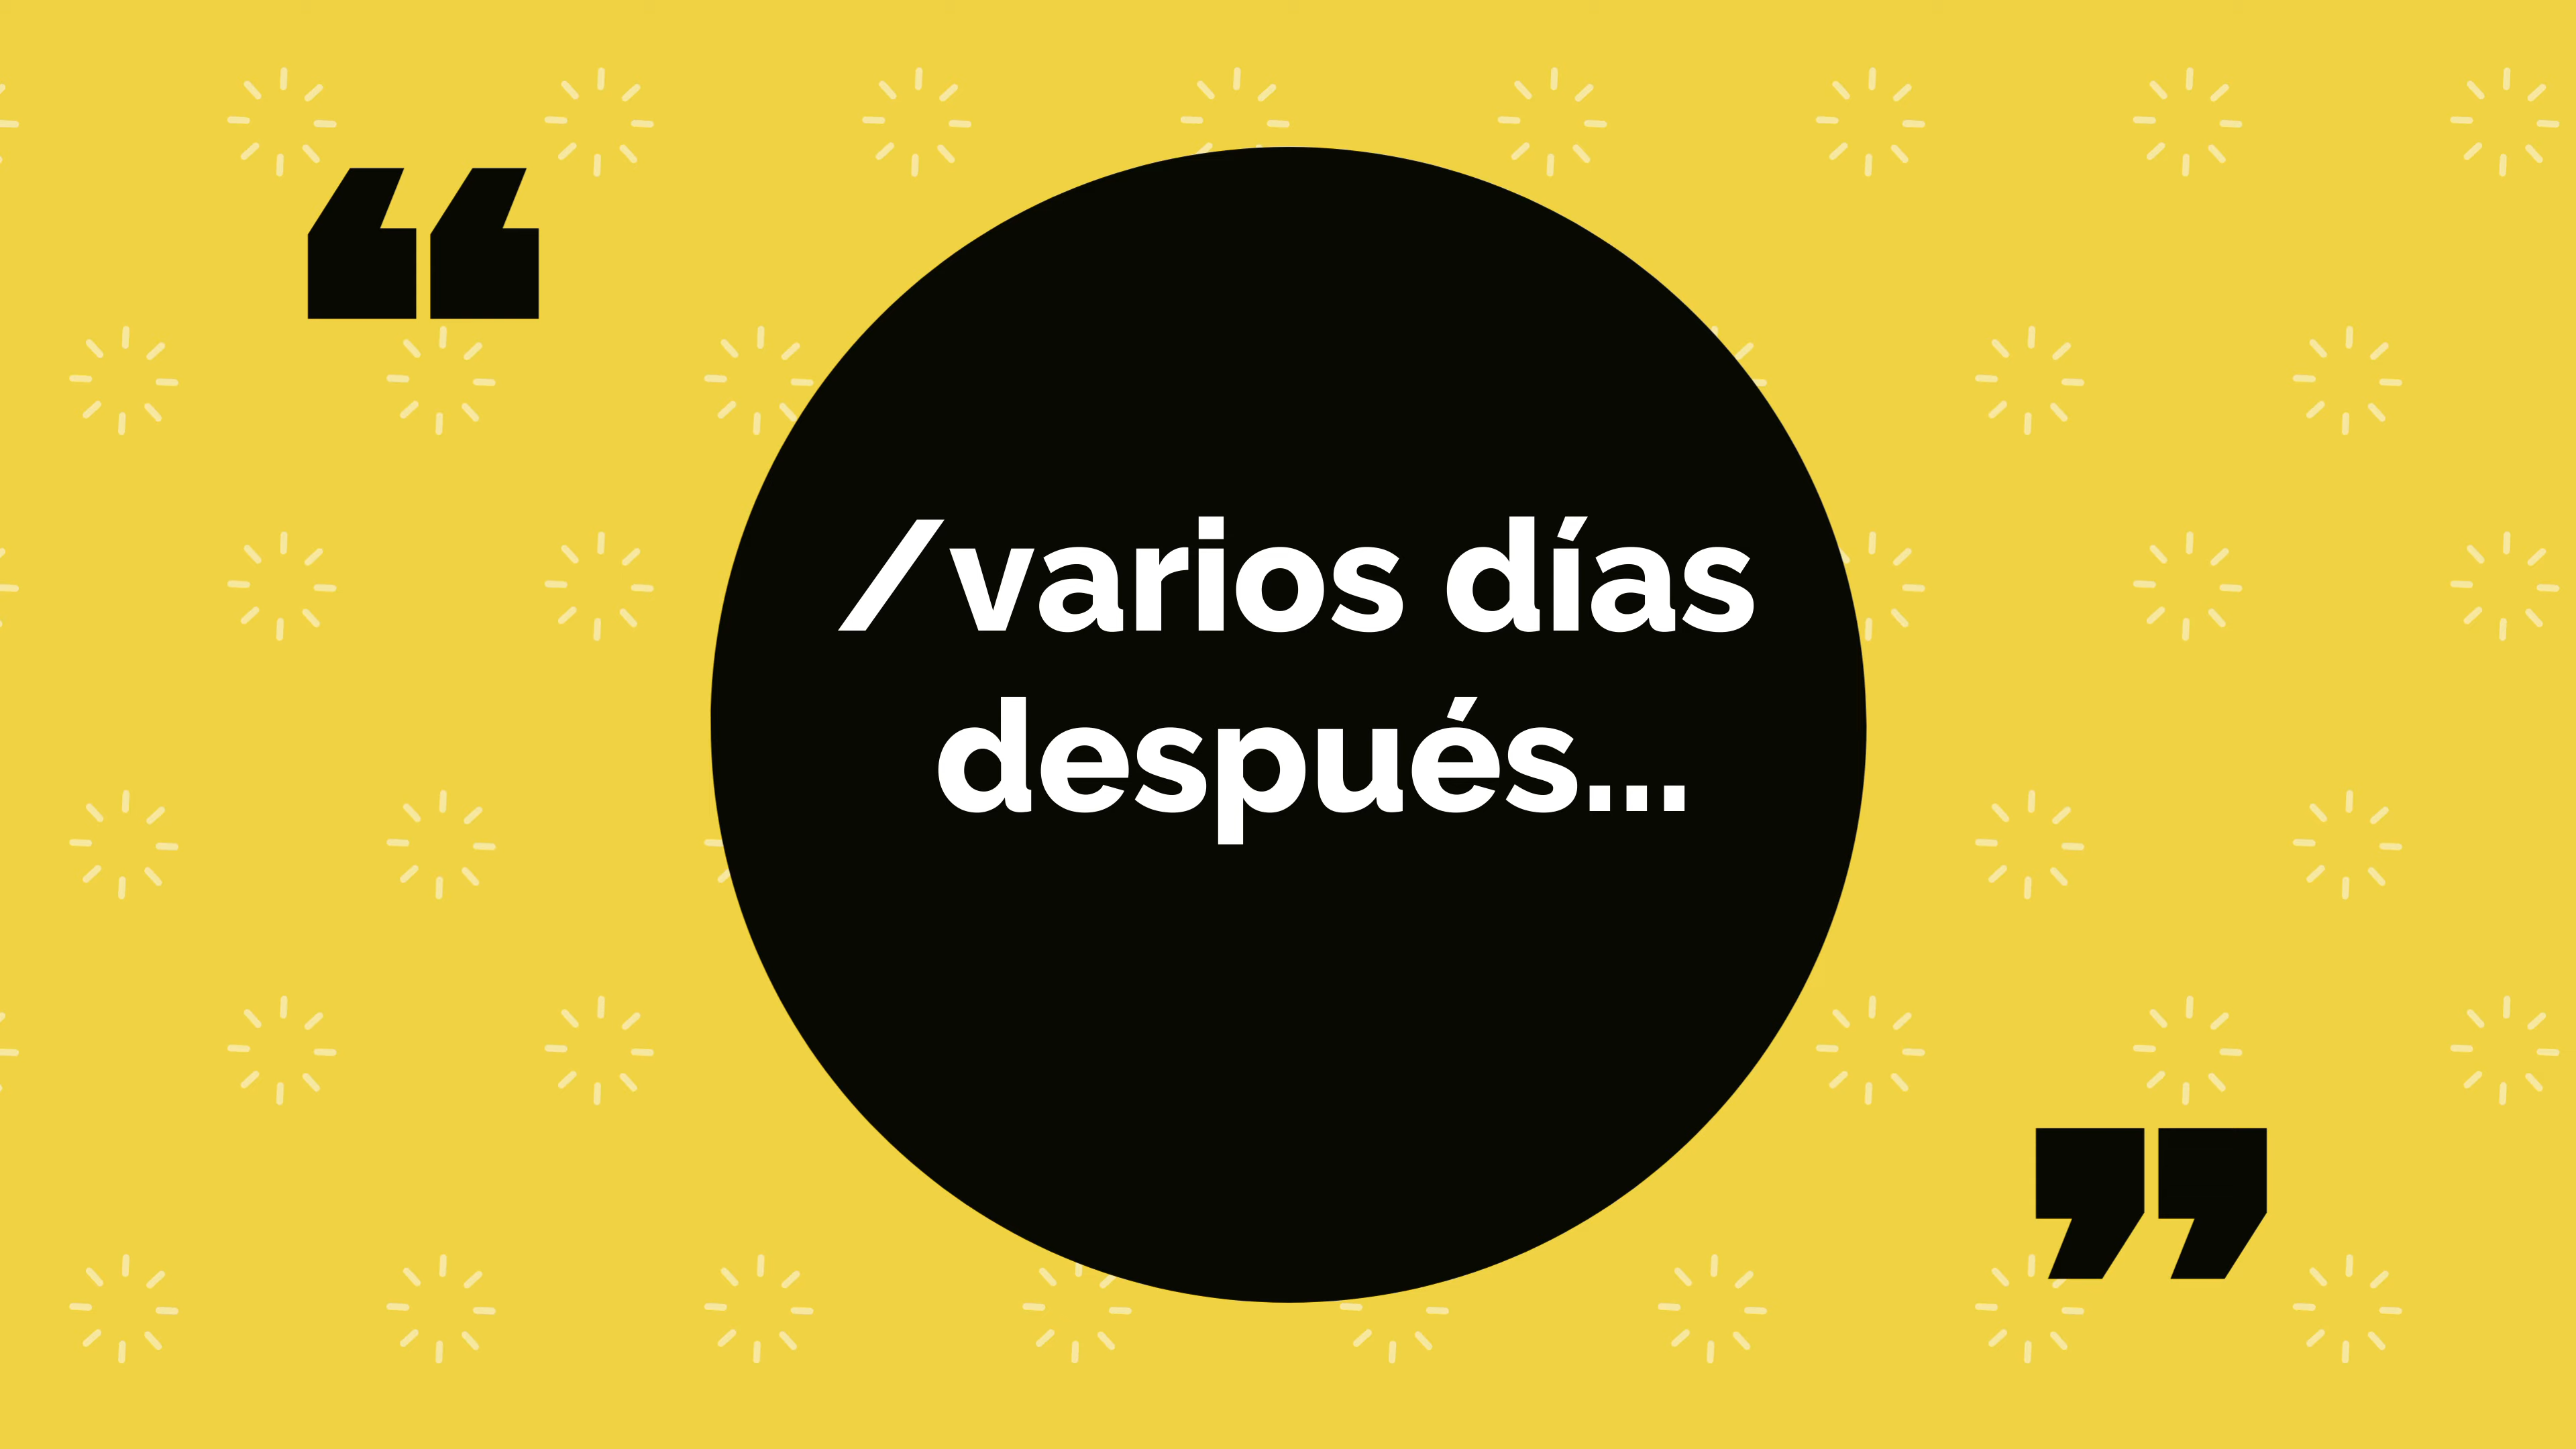 “
/varios días
después...
”